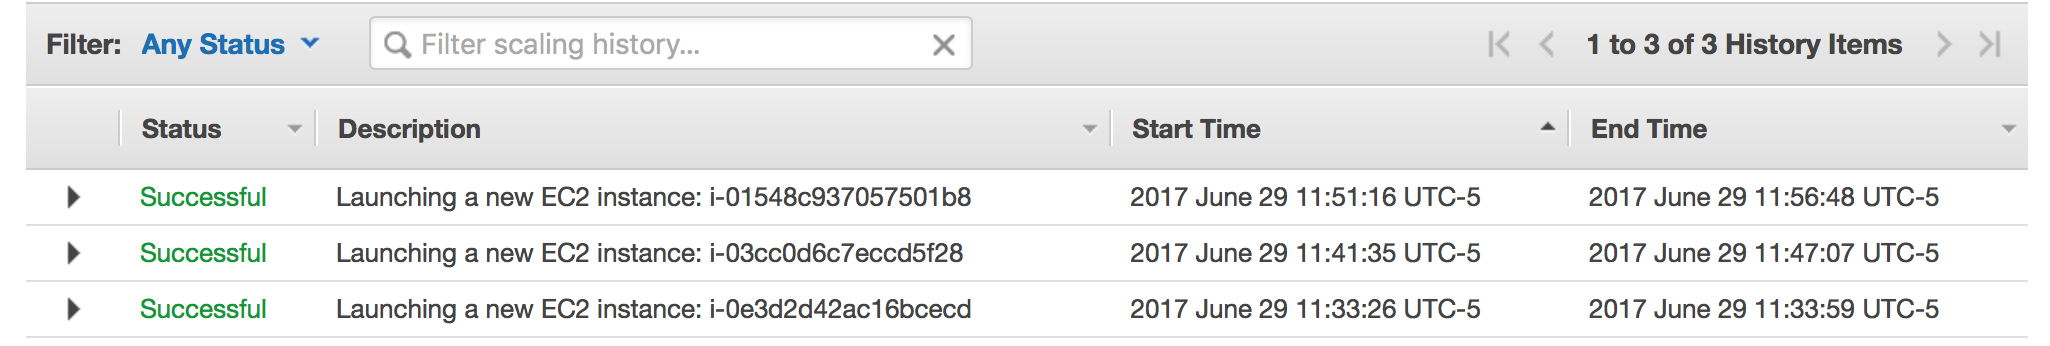 Filter: Any Status Filter scaling history... 1 to 3 of 3 History Items
Status Description Start Time End Time
Successful Launching a new EC2 instance: i-01548c937057501b8 2017 June 29 11:51:16 UTC-5 2017 June 29 11:56:48 UTC-5
Successful Launching a new EC2 instance: i-03cc0d6c7eccd5f28 2017 June 29 11:41:35 UTC-5 2017 June 29 11:47:07 UTC-5
Successful Launching a new EC2 instance: i-0e3d2d42ac16bcecd 2017 June 29 11:33:26 UTC-5 2017 June 29 11:33:59 UTC-5